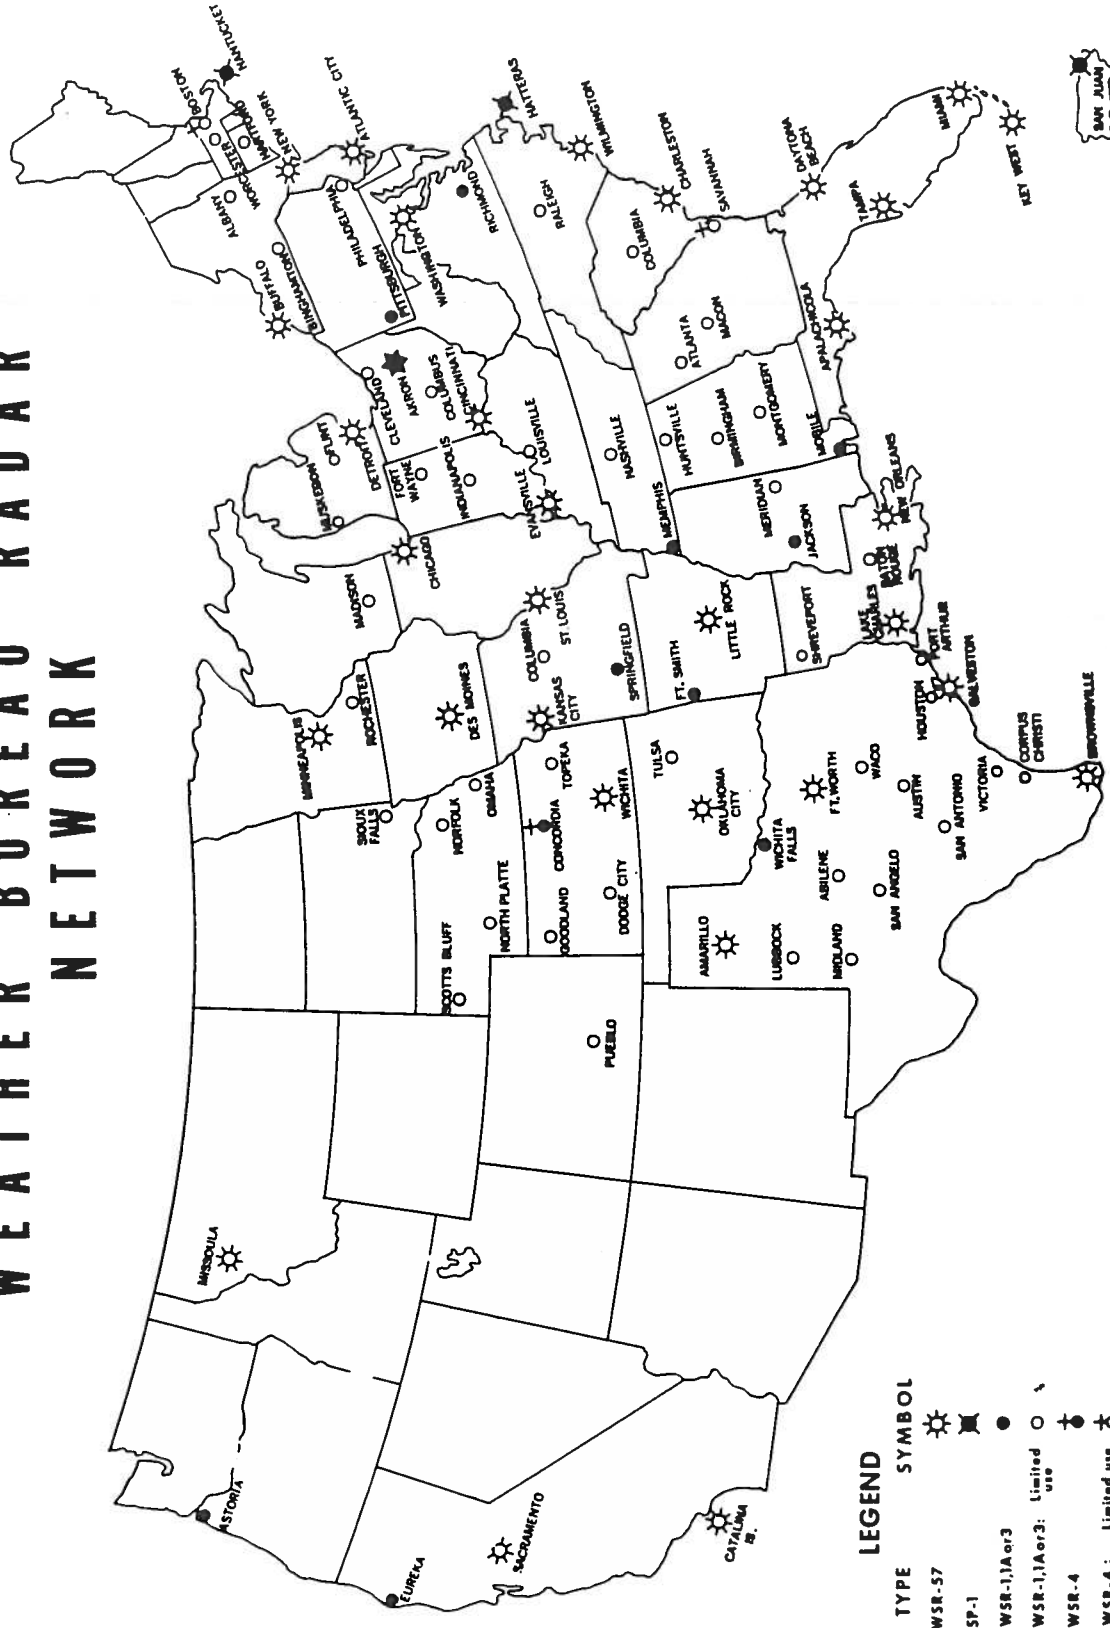 WEATHER BUREAU RADAR
NETWORK
MISSOULA
ASTORIA
EUREKA
SACRAMENTO
CATALINA
IS.
PUEBLO
SCOTTS BLUFF
NORTH PLATTE
NORFOLK
OMAHA
SIOUX
FALLS
GOODLAND
CONCORDIA
TOPEKA
DODGE CITY
WICHITA
TULSA
OKLAHOMA
CITY
WICHITA
FALLS
AMARILLO
LUBBOCK
MIDLAND
ABILENE
SAN ANGELO
FT. WORTH
WACO
AUSTIN
SAN ANTONIO
VICTORIA
CORPUS
CHRISTI
BROWNSVILLE
HOUSTON
GALVESTON
PORT
ARTHUR
LAKE
CHARLES
SHREVEPORT
BATON
ROUGE
NEW ORLEANS
MINNEAPOLIS
ROCHESTER
DES MOINES
KANSAS
CITY
COLUMBIA
ST. LOUIS
SPRINGFIELD
FT. SMITH
LITTLE ROCK
MADISON
CHICAGO
MUSKEGON
FLINT
DETROIT
FORT
WAYNE
INDIANAPOLIS
EVANSVILLE
LOUISVILLE
CLEVELAND
AKRON
COLUMBUS
CINCINNATI
NASHVILLE
MEMPHIS
HUNTSVILLE
BIRMINGHAM
MONTGOMERY
MOBILE
MERIDIAN
JACKSON
ATLANTA
MACON
APALACHICOLA
TAMPA
DAYTONA
BEACH
MIAMI
KEY WEST
SAVANNAH
CHARLESTON
COLUMBIA
WILMINGTON
RALEIGH
HATTERAS
RICHMOND
WASHINGTON
PITTSBURGH
PHILADELPHIA
ATLANTIC CITY
BUFFALO
BINGHAMTON
ALBANY
WORCESTER
HARTFORD
NEW YORK
BOSTON
NANTUCKET
SAN JUAN
LEGEND
TYPE SYMBOL
WSR-57
SP-1
WSR-1,1A or 3
WSR-1,1A or 3: Limited use
WSR-4
WSR-4: Limited use